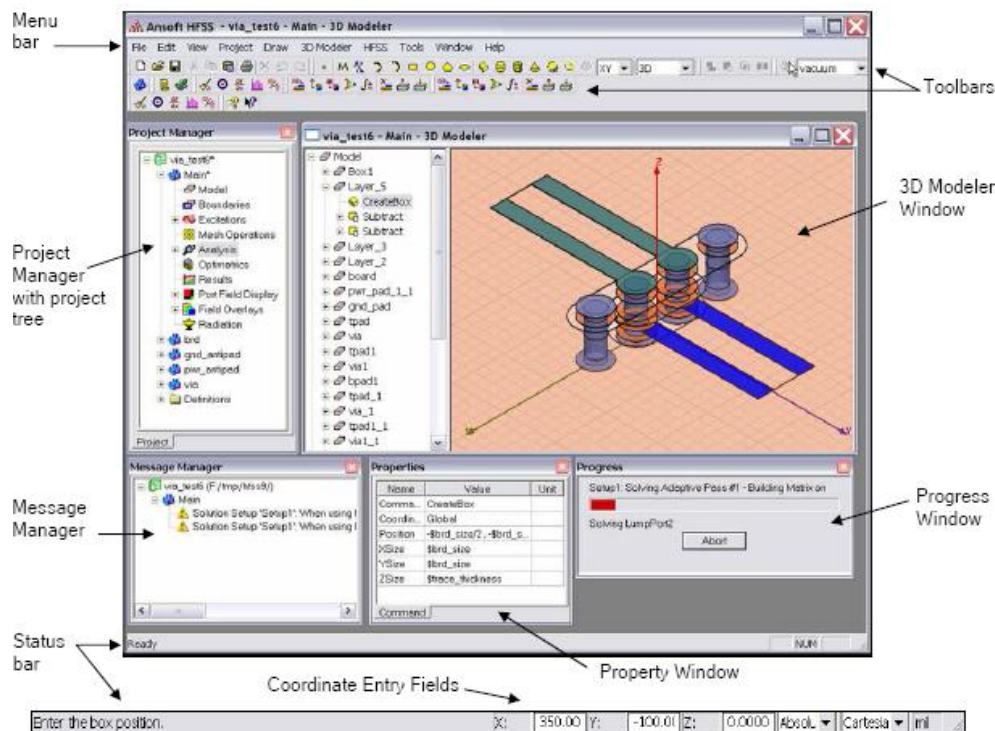 Menu bar
Ansoft HFSS - via_test6 - Main - 3D Modeler
File Edit View Project Draw 3D Modeler HFSS Tools Window Help
XY 3D vacuum
Toolbars
Project Manager
via_test6*
Main*
Model
Boundaries
Excitations
Mesh Operations
Analysis
Optimetrics
Results
Port Field Display
Field Overlays
Radiation
brd
gnd_antipad
pwr_antipad
via
Definitions
Project
Project Manager with project tree
via_test6 - Main - 3D Modeler
Model
Box1
Layer_5
CreateBox
Subtract
Subtract
Layer_3
Layer_2
board
pwr_pad_1_1
gnd_pad
tpad
via
tpad1
via1
bpad1
tpad_1
via_1
tpad1_1
via1_1
Z
3D Modeler Window
Message Manager
via_test6 (F:/tmp/hfss9/)
Main
Solution Setup 'Setup1': When using
Solution Setup 'Setup1': When using
Message Manager
Properties
Name Value Unit
Comma... CreateBox
Coordin... Global
Position -$brd_size/2 , -$brd_s...
XSize $brd_size
YSize $brd_size
ZSize $trace_thickness
Command
Progress
Setup1: Solving Adaptive Pass #1 - Building Matrix on
Solving LumpPort2
Abort
Progress Window
Status bar
Ready NUM
Property Window
Coordinate Entry Fields
Enter the box position. X: 350.00 Y: -100.0 Z: 0.0000 Absolu Cartesia mil